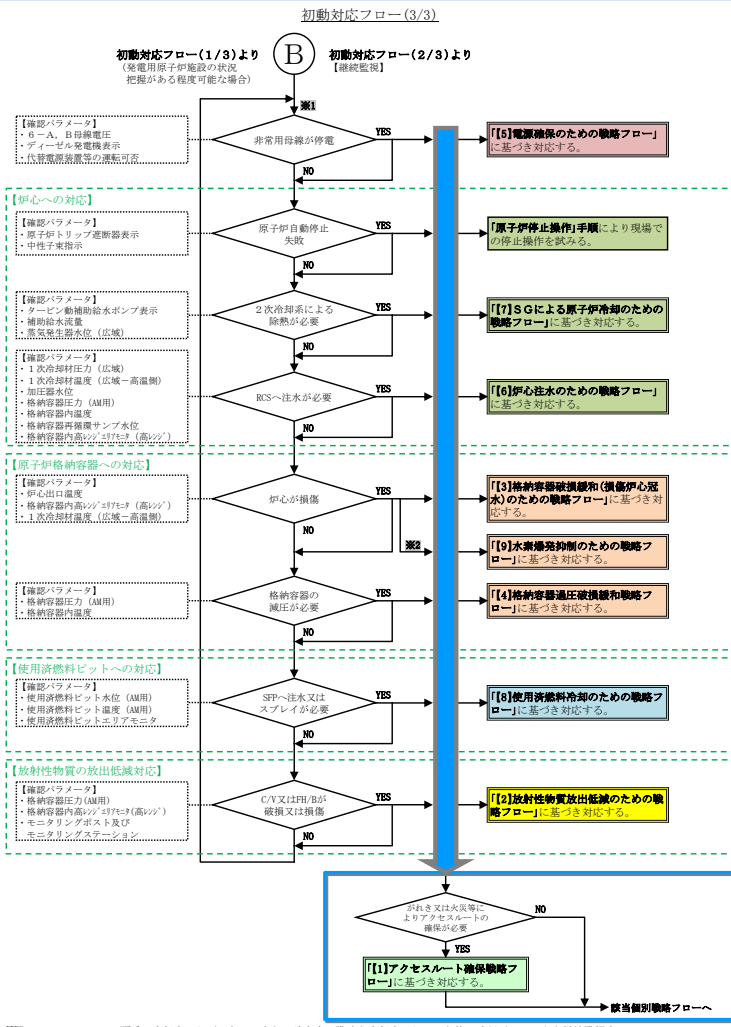 初動対応フロー(3/3)
初動対応フロー(1/3)より
(発電用原子炉施設の状況
把握がある程度可能な場合)
B
初動対応フロー(2/3)より
【継続監視】
※1
【確認パラメータ】
・6－A，B母線電圧
・ディーゼル発電機表示
・代替電源装置等の運転可否
非常用母線が停電
YES
NO
「【5】電源確保のための戦略フロー」
に基づき対応する。
【炉心への対応】
【確認パラメータ】
・原子炉トリップ遮断器表示
・中性子束指示
原子炉自動停止
失敗
YES
NO
「原子炉停止操作」手順により現場で
の停止操作を試みる。
【確認パラメータ】
・タービン動補助給水ポンプ表示
・補助給水流量
・蒸気発生器水位（広域）
２次冷却系による
除熱が必要
YES
NO
「【7】ＳＧによる原子炉冷却のための
戦略フロー」に基づき対応する。
【確認パラメータ】
・１次冷却材圧力（広域）
・１次冷却材温度（広域－高温側）
・加圧器水位
・格納容器圧力（AM用）
・格納容器内温度
・格納容器再循環サンプ水位
・格納容器内高ﾚﾝｼﾞｴﾘｱﾓﾆﾀ（高ﾚﾝｼﾞ）
RCSへ注水が必要
YES
NO
「【6】炉心注水のための戦略フロー」
に基づき対応する。
【原子炉格納容器への対応】
【確認パラメータ】
・炉心出口温度
・格納容器内高ﾚﾝｼﾞｴﾘｱﾓﾆﾀ（高ﾚﾝｼﾞ）
・１次冷却材温度（広域－高温側）
炉心が損傷
YES
NO
※2
「【3】格納容器破損緩和(損傷炉心冠
水)のための戦略フロー」に基づき対
応する。
「【9】水素爆発抑制のための戦略フ
ロー」に基づき対応する。
【確認パラメータ】
・格納容器圧力（AM用）
・格納容器内温度
格納容器の
減圧が必要
YES
NO
「【4】格納容器過圧破損緩和戦略フ
ロー」に基づき対応する。
【使用済燃料ピットへの対応】
【確認パラメータ】
・使用済燃料ピット水位（AM用）
・使用済燃料ピット温度（AM用）
・使用済燃料ピットエリアモニタ
SFPへ注水又は
スプレイが必要
YES
NO
「【8】使用済燃料冷却のための戦略フ
ロー」に基づき対応する。
【放射性物質の放出低減対応】
【確認パラメータ】
・格納容器圧力(AM用)
・格納容器内高ﾚﾝｼﾞｴﾘｱﾓﾆﾀ(高ﾚﾝｼﾞ)
・モニタリングポスト及び
モニタリングステーション
C/V又はFH/Bが
破損又は損傷
YES
NO
「【2】放射性物質放出低減のための戦
略フロー」に基づき対応する。
がれき又は火災等に
よりアクセスルートの
確保が必要
NO
YES
「【1】アクセスルート確保戦略フ
ロー」に基づき対応する。
該当個別戦略フローへ